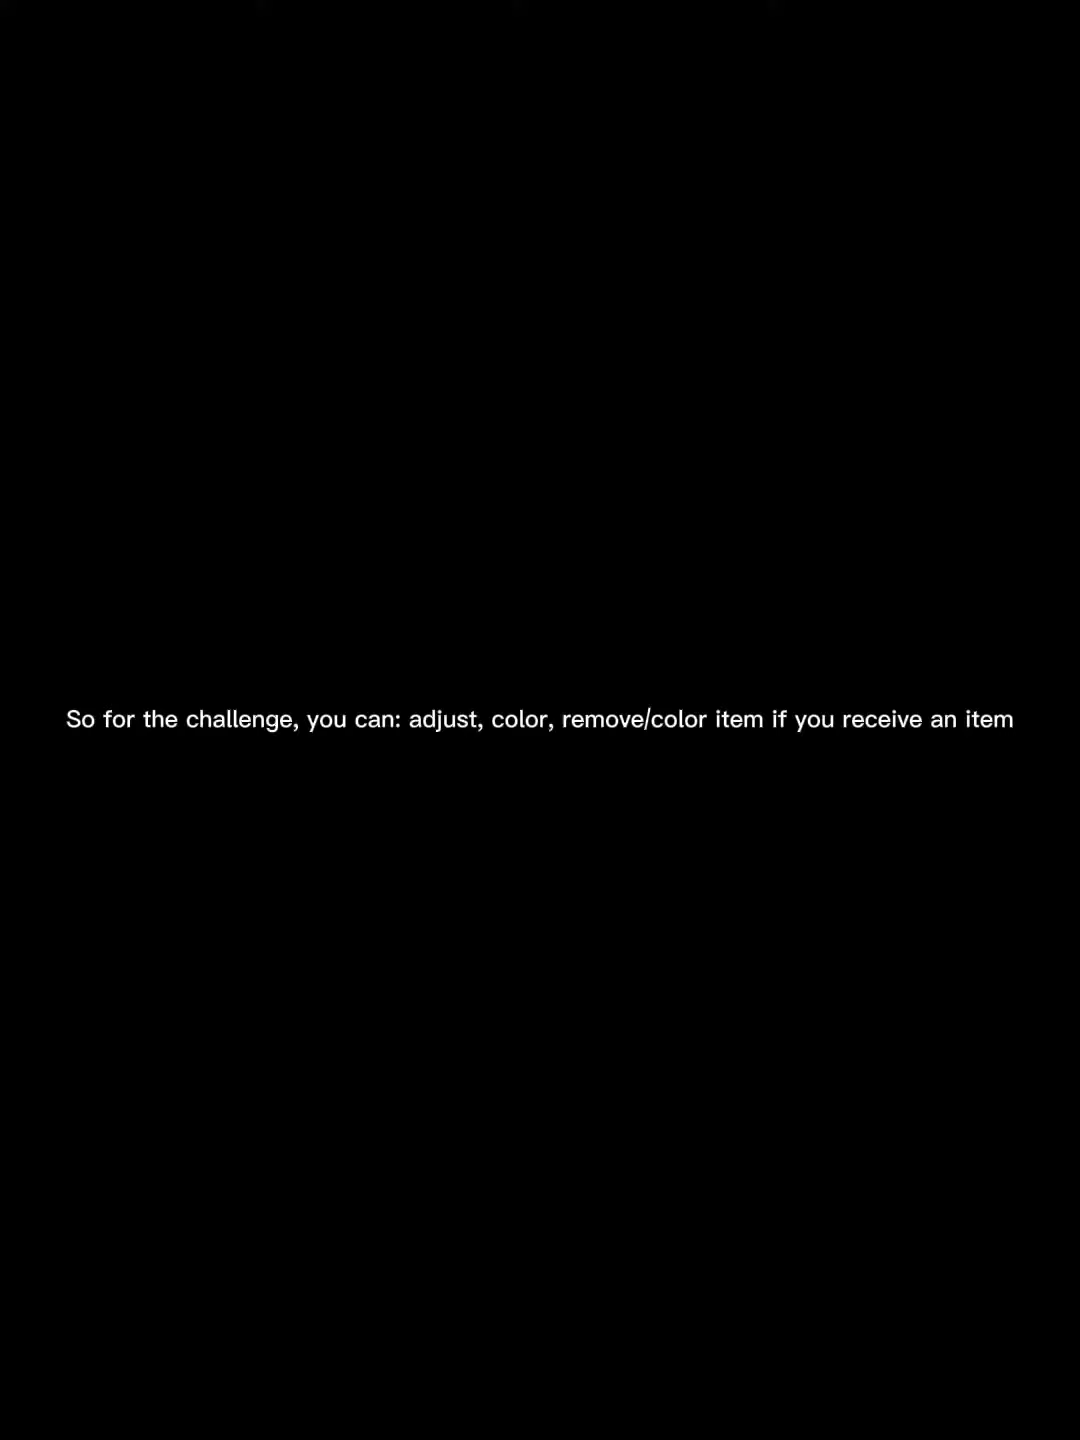 So for the challenge, you can: adjust, color, remove/color item if you receive an item